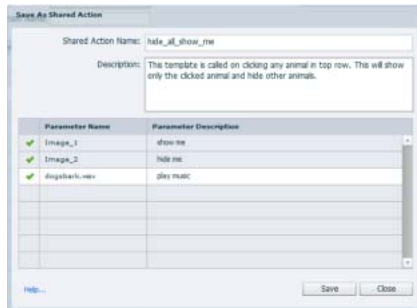 Save As Shared Action
Shared Action Name: hide_all_show_me
Description: This template is called on clicking any animal in top row. This will show
only the clicked animal and hide other animals.
Parameter Name Parameter Description
Image_1 show me
Image_2 hide me
dogsbark.wav play music
Help... Save Close